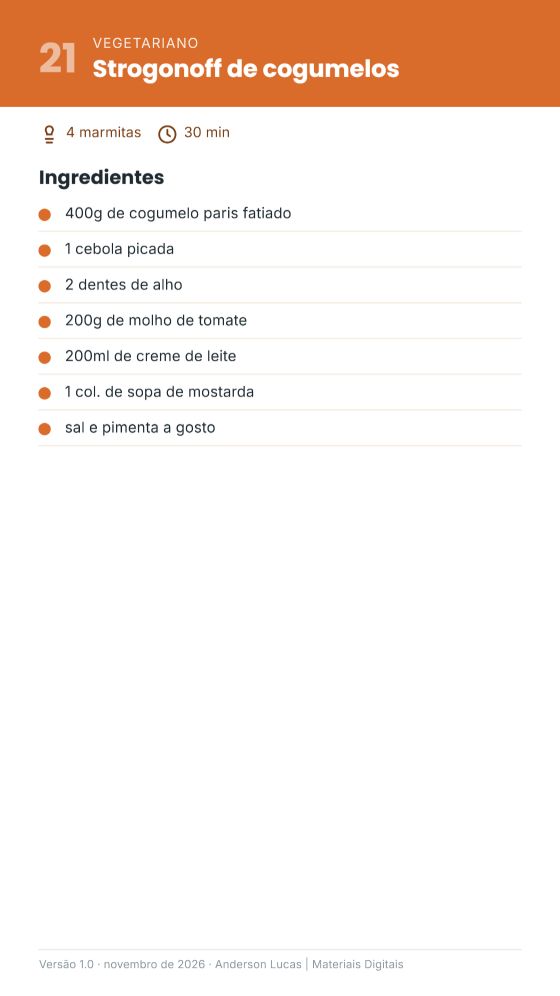 21
VEGETARIANO
Strogonoff de cogumelos
4 marmitas
30 min
Ingredientes
400g de cogumelo paris fatiado
1 cebola picada
2 dentes de alho
200g de molho de tomate
200ml de creme de leite
1 col. de sopa de mostarda
sal e pimenta a gosto
Versão 1.0 · novembro de 2026 · Anderson Lucas | Materiais Digitais